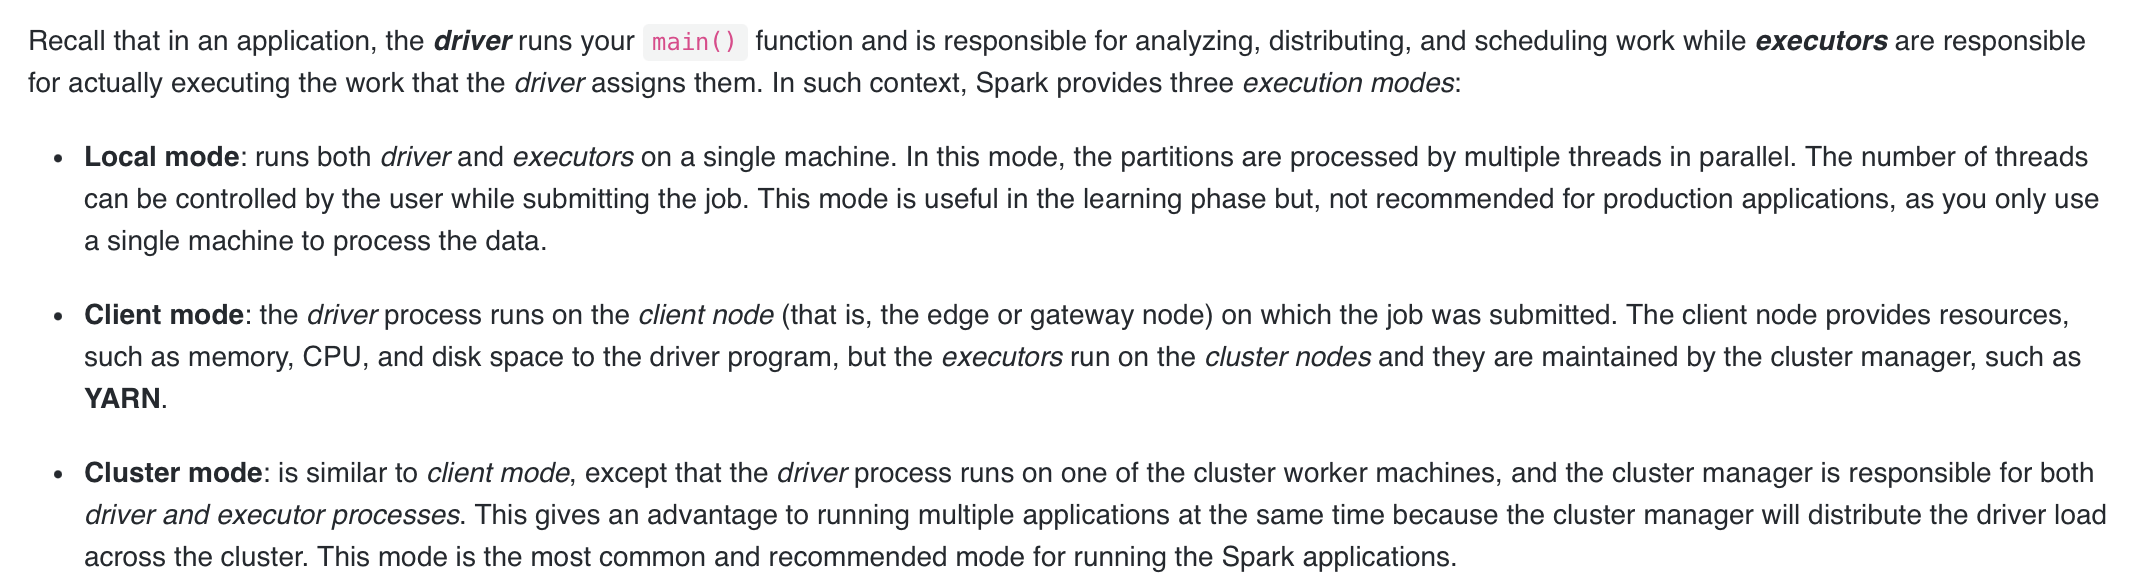 Recall that in an application, the driver runs your main() function and is responsible for analyzing, distributing, and scheduling work while executors are responsible
for actually executing the work that the driver assigns them. In such context, Spark provides three execution modes:
• Local mode: runs both driver and executors on a single machine. In this mode, the partitions are processed by multiple threads in parallel. The number of threads
can be controlled by the user while submitting the job. This mode is useful in the learning phase but, not recommended for production applications, as you only use
a single machine to process the data.
• Client mode: the driver process runs on the client node (that is, the edge or gateway node) on which the job was submitted. The client node provides resources,
such as memory, CPU, and disk space to the driver program, but the executors run on the cluster nodes and they are maintained by the cluster manager, such as
YARN.
• Cluster mode: is similar to client mode, except that the driver process runs on one of the cluster worker machines, and the cluster manager is responsible for both
driver and executor processes. This gives an advantage to running multiple applications at the same time because the cluster manager will distribute the driver load
across the cluster. This mode is the most common and recommended mode for running the Spark applications.